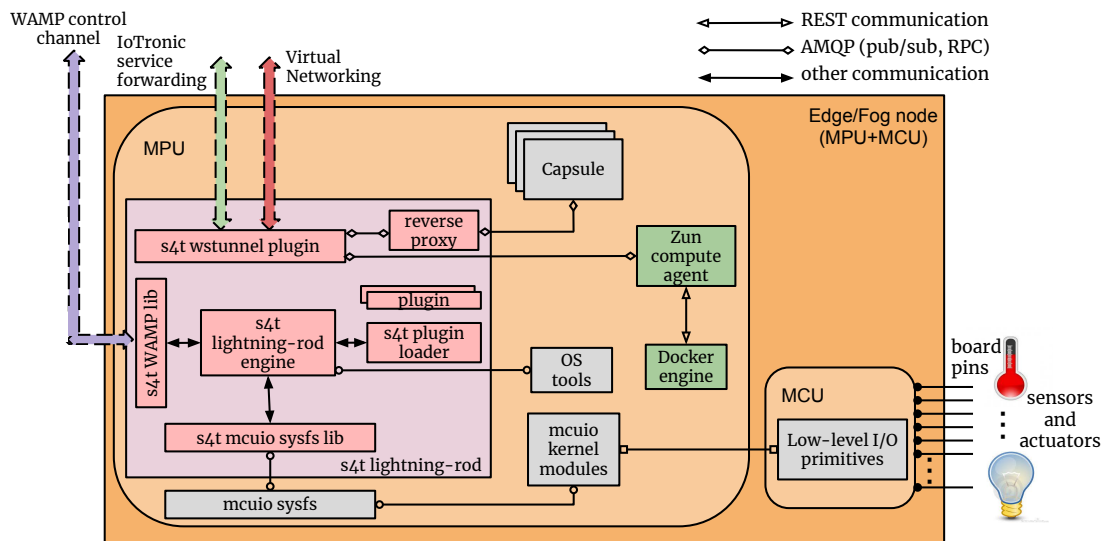 WAMP control
channel
IoTronic
service
forwarding
Virtual
Networking
REST communication
AMQP (pub/sub, RPC)
other communication
Edge/Fog node
(MPU+MCU)
MPU
Capsule
reverse
proxy
s4t wstunnel plugin
Zun
compute
agent
s4t WAMP lib
plugin
s4t
lightning-rod
engine
s4t plugin
loader
OS
tools
Docker
engine
board
pins
sensors
and
actuators
MCU
s4t mcuio sysfs lib
mcuio
kernel
modules
Low-level I/O
primitives
s4t lightning-rod
mcuio sysfs